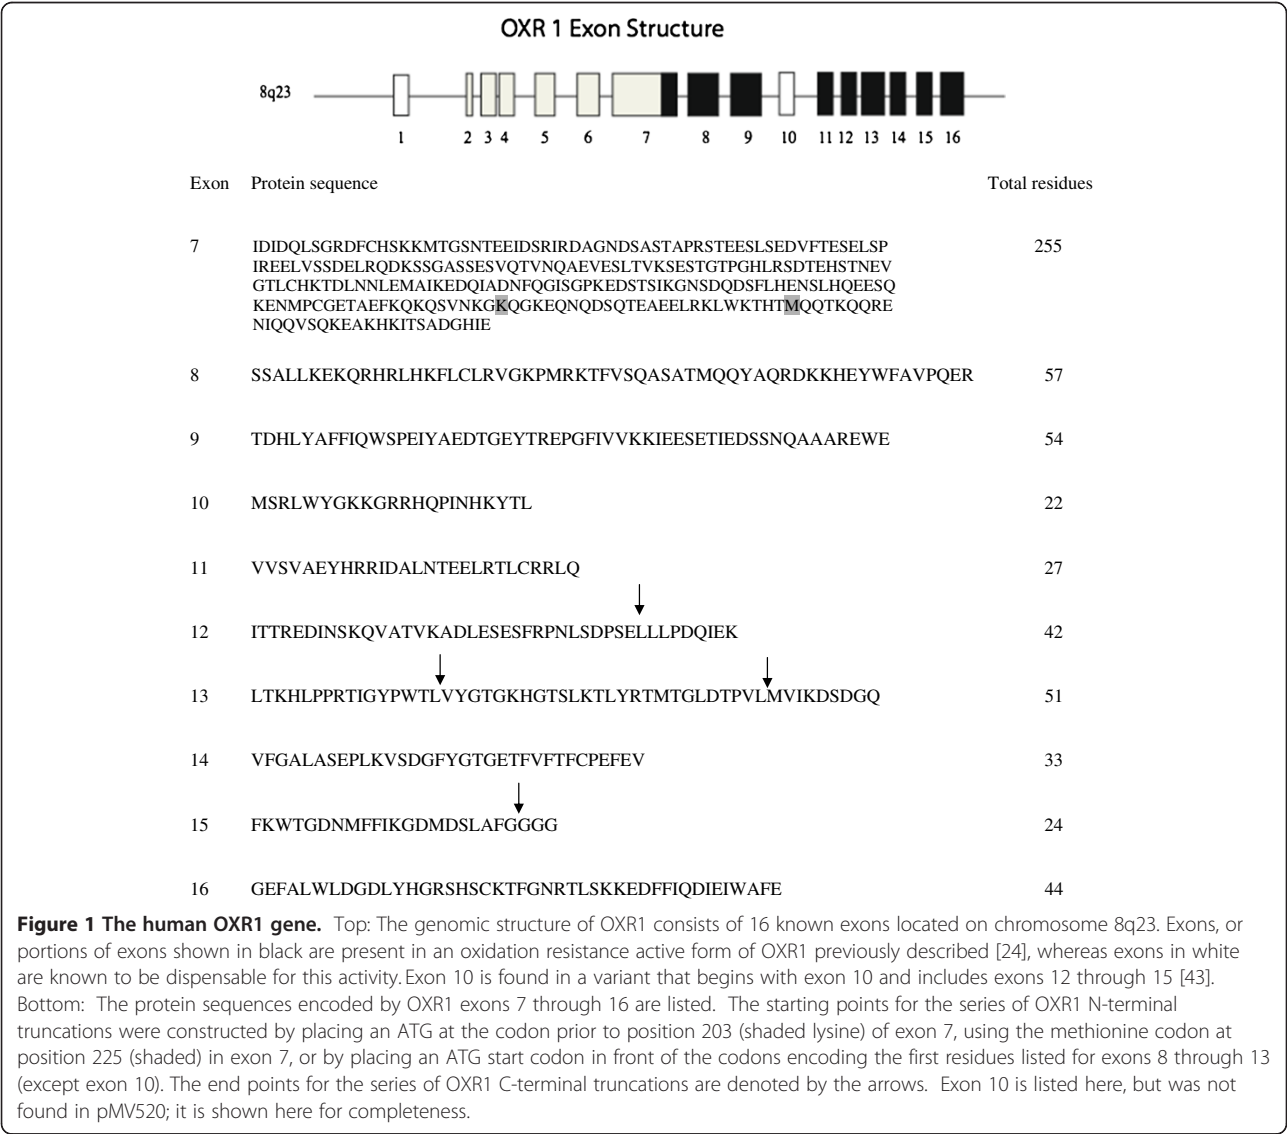 OXR 1 Exon Structure
8q23
1 2 3 4 5 6 7 8 9 10 11 12 13 14 15 16
Exon Protein sequence Total residues
7 IDIDQLSGRDFCHSKKMTGSNTEEIDSRIRDAGNDSASTAPRSTEESLSEDVFTESELSP 255
IREELVSSDELRQDKSSGASSESVQTVNQAEVESLTVKSESTGTPGHLRSDTEHSTNEV
GTLCHKTDLNNLEMAIKEDQIADNFQGISGPKEDSTSIKGNSDQDSFLHENSLHQEESQ
KENMPCGETAEFKQKQSVNKGKQGKEQNQDSQTEAEELRKLWKTHTMQQTKQQRE
NIQQVSQKEAKHKITSADGHIE
8 SSALLKEKQRHRLHKFLCLRVGKPMRKTFVSQASATMQQYAQRDKKHEYWFAVPQER 57
9 TDHLYAFFIQWSPEIYAEDTGEYTREPGFIVVKKIEESETIEDSSNQAAAREWE 54
10 MSRLWYGKKGRRHQPINHKYTL 22
11 VVSVAEYHRRIDALNTEELRTLCRRLQ 27
12 ITTREDINSKQVATVKADLESESFRPNLSDPSELLLPDQIEK 42
13 LTKHLPPRTIGYPWTLVYGTGKHGTSLKTLYRTMTGLDTPVLMVIKDSDGQ 51
14 VFGALASEPLKVSDGFYGTGETFVFTFCPEFEV 33
15 FKWTGDNMFFIKGDMDSLAFGGGG 24
16 GEFALWLDGDLYHGRSHSCKTFGNRTLSKKEDFFIQDIEIWAFE 44
Figure 1 The human OXR1 gene. Top: The genomic structure of OXR1 consists of 16 known exons located on chromosome 8q23. Exons, or
portions of exons shown in black are present in an oxidation resistance active form of OXR1 previously described [24], whereas exons in white
are known to be dispensable for this activity. Exon 10 is found in a variant that begins with exon 10 and includes exons 12 through 15 [43].
Bottom: The protein sequences encoded by OXR1 exons 7 through 16 are listed. The starting points for the series of OXR1 N-terminal
truncations were constructed by placing an ATG at the codon prior to position 203 (shaded lysine) of exon 7, using the methionine codon at
position 225 (shaded) in exon 7, or by placing an ATG start codon in front of the codons encoding the first residues listed for exons 8 through 13
(except exon 10). The end points for the series of OXR1 C-terminal truncations are denoted by the arrows. Exon 10 is listed here, but was not
found in pMV520; it is shown here for completeness.